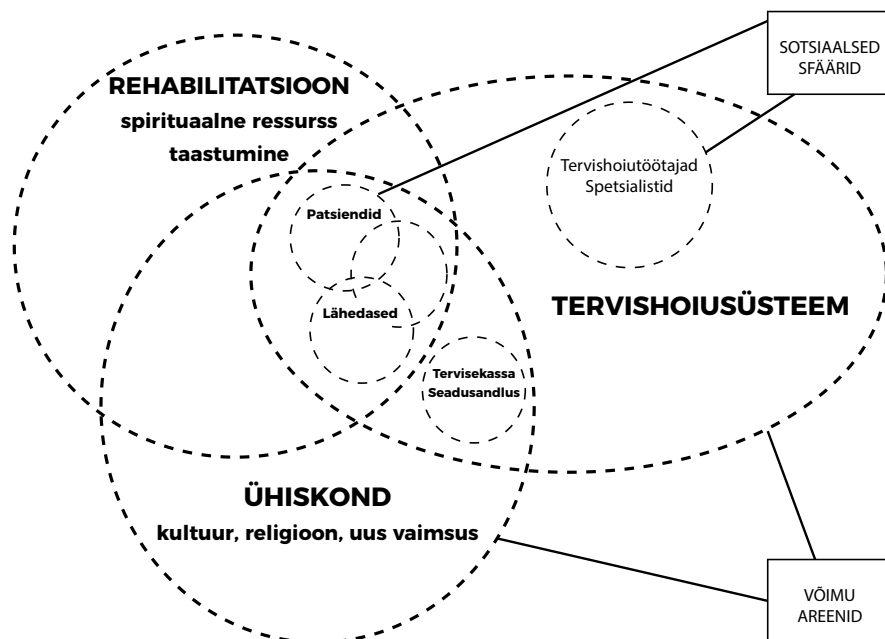 SOTSIAALSED
SFÄÄRID
REHABILITATSIOON
spirituaalne ressurss
taastumine
Tervishoiutöötajad
Spetsialistid
Patsiendid
TERVISHOIUSÜSTEEM
Lähedased
Tervisekassa
Seadusandlus
ÜHISKOND
kultuur, religioon, uus vaimsus
VÕIMU
AREENID